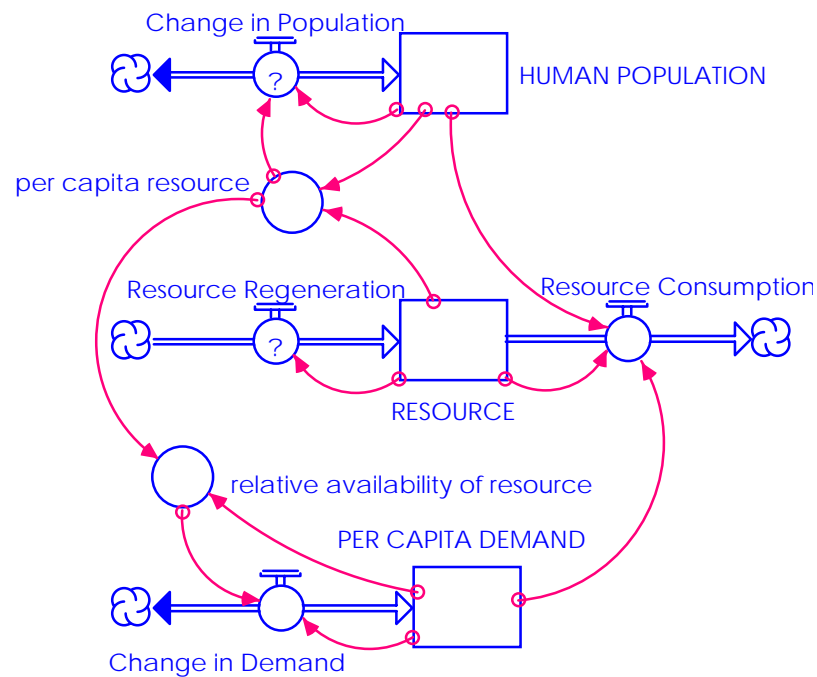 Change in Population
?
HUMAN POPULATION
per capita resource
Resource Regeneration
Resource Consumption
?
RESOURCE
relative availability of resource
PER CAPITA DEMAND
Change in Demand